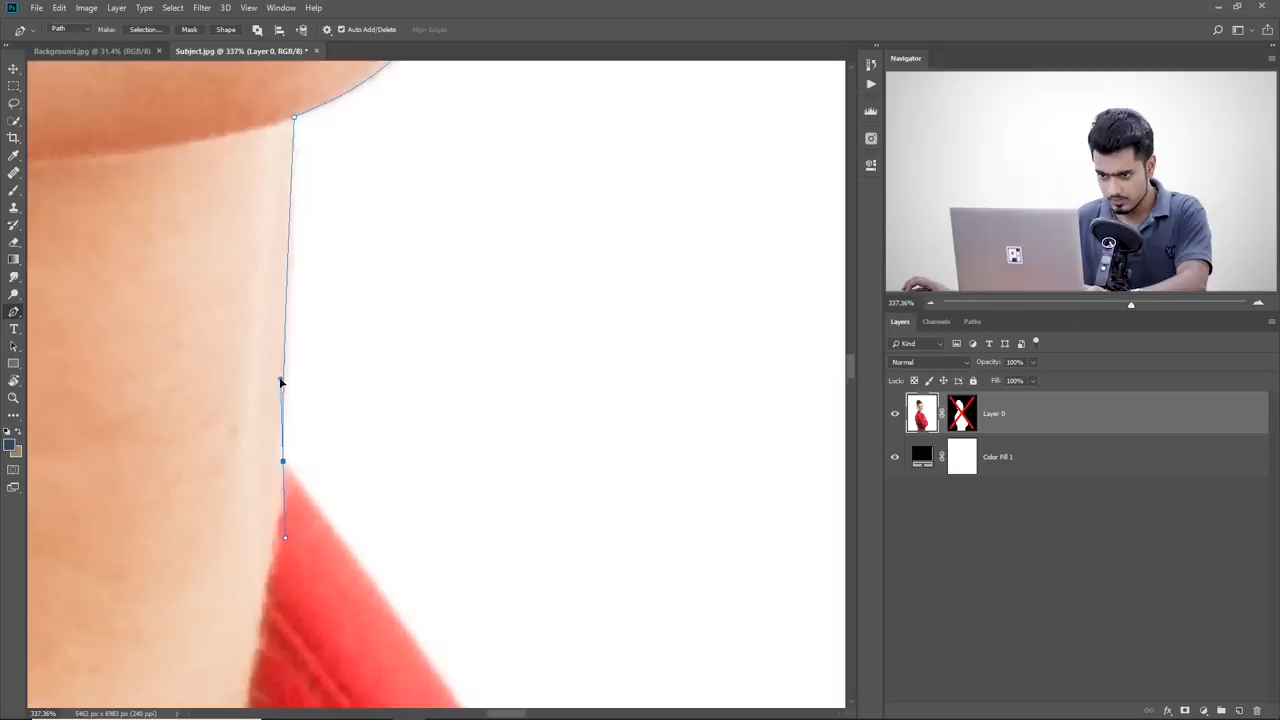 Ps File Edit Image Layer Type Select Filter 3D View Window Help
Path Make: Selection... Mask Shape Auto Add/Delete Align Edges
Background.jpg @ 31.4% (RGB/8) × Subject.jpg @ 337% (Layer 0, RGB/8) * ×
Navigator
337.36%
Layers Channels Paths
Kind
Normal Opacity: 100%
Lock: Fill: 100%
Layer 0
Color Fill 1
337.36% 5462 px x 6983 px (240 ppi)